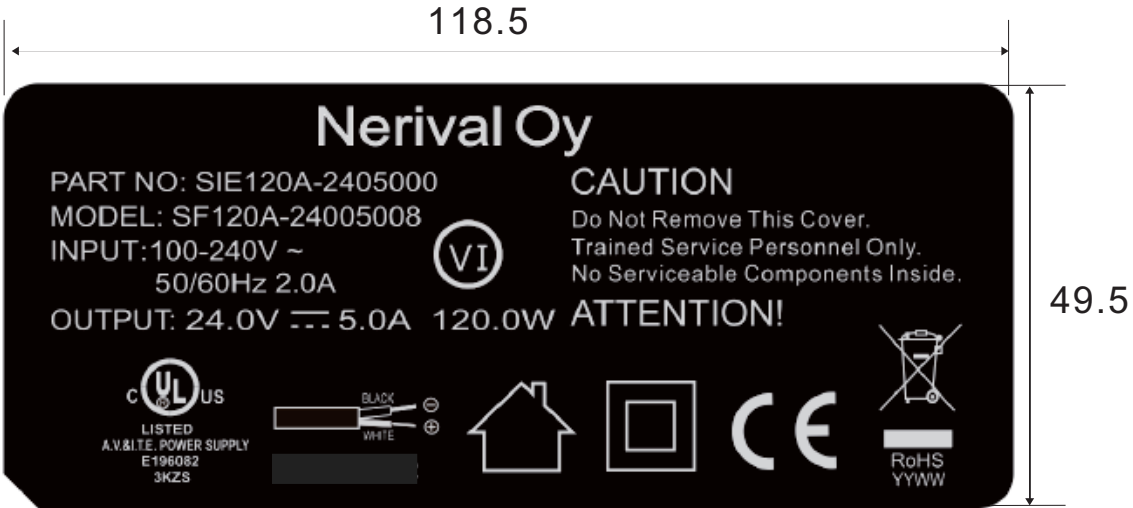 118.5
Nerival Oy
PART NO: SIE120A-2405000
MODEL: SF120A-24005008
INPUT:100-240V ~
50/60Hz 2.0A
OUTPUT: 24.0V ⎓ 5.0A 120.0W
VI
CAUTION
Do Not Remove This Cover.
Trained Service Personnel Only.
No Serviceable Components Inside.
ATTENTION!
49.5
C UL ® US
LISTED
A.V.&I.T.E. POWER SUPPLY
E196082
3KZS
BLACK ⊖
WHITE ⊕
CE
RoHS
YYWW